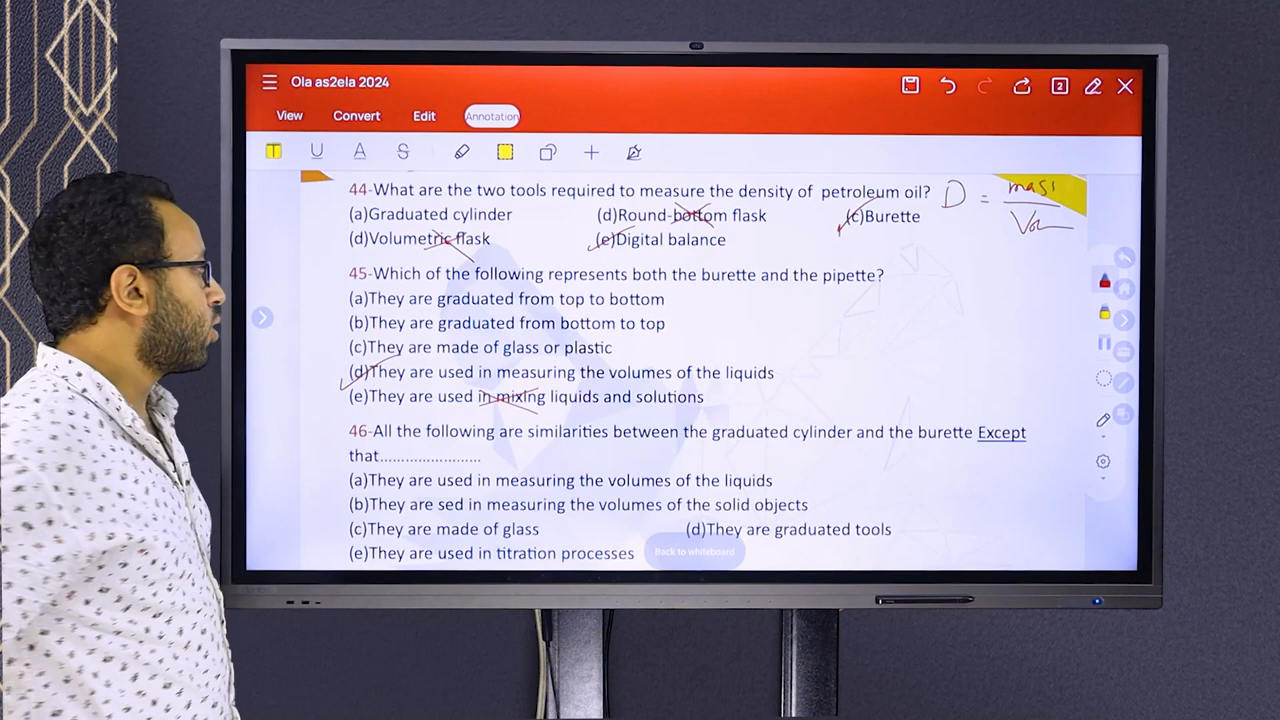 Ola as2ela 2024
2
View Convert Edit Annotation
T U A S
44-What are the two tools required to measure the density of petroleum oil? D = mass
(a)Graduated cylinder (d)Round-bottom flask (c)Burette Vol
(d)Volumetric flask (e)Digital balance
45-Which of the following represents both the burette and the pipette?
(a)They are graduated from top to bottom
(b)They are graduated from bottom to top
(c)They are made of glass or plastic
(d)They are used in measuring the volumes of the liquids
(e)They are used in mixing liquids and solutions
46-All the following are similarities between the graduated cylinder and the burette Except
that........................
(a)They are used in measuring the volumes of the liquids
(b)They are sed in measuring the volumes of the solid objects
(c)They are made of glass (d)They are graduated tools
(e)They are used in titration processes
Back to whiteboard